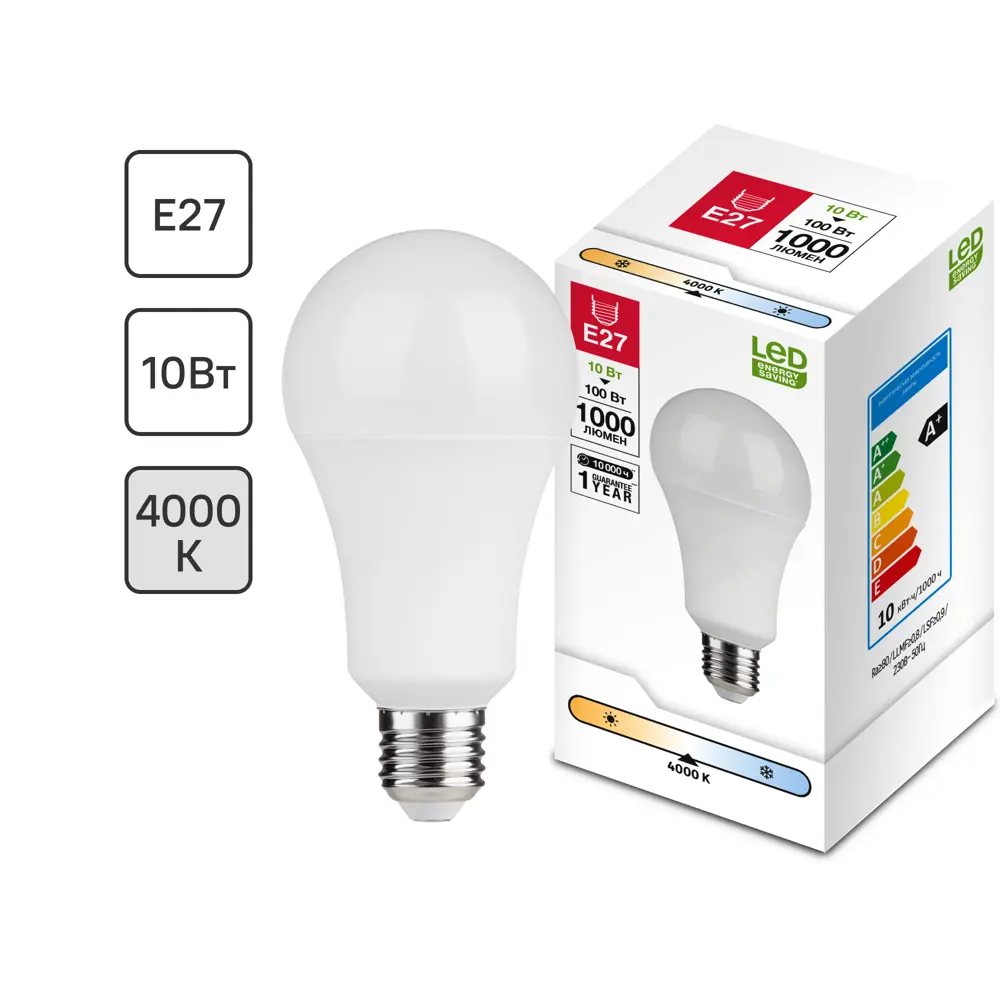 E27
10Вт
4000
К
E27
10 Вт
100 Вт
1000
ЛЮМЕН
4000 K
LED
ENERGY
SAVING
E27
10 Вт
100 Вт
1000
ЛЮМЕН
10 000 ч
1 GUARANTEE
YEAR
LED
ENERGY
SAVING
4000 K
A++
A+
A
B
C
D
E
A+
10 кВт·ч/1000 ч
Ra≥80/LLMF≥0,8/LSF≥0,9/
230В~50Гц